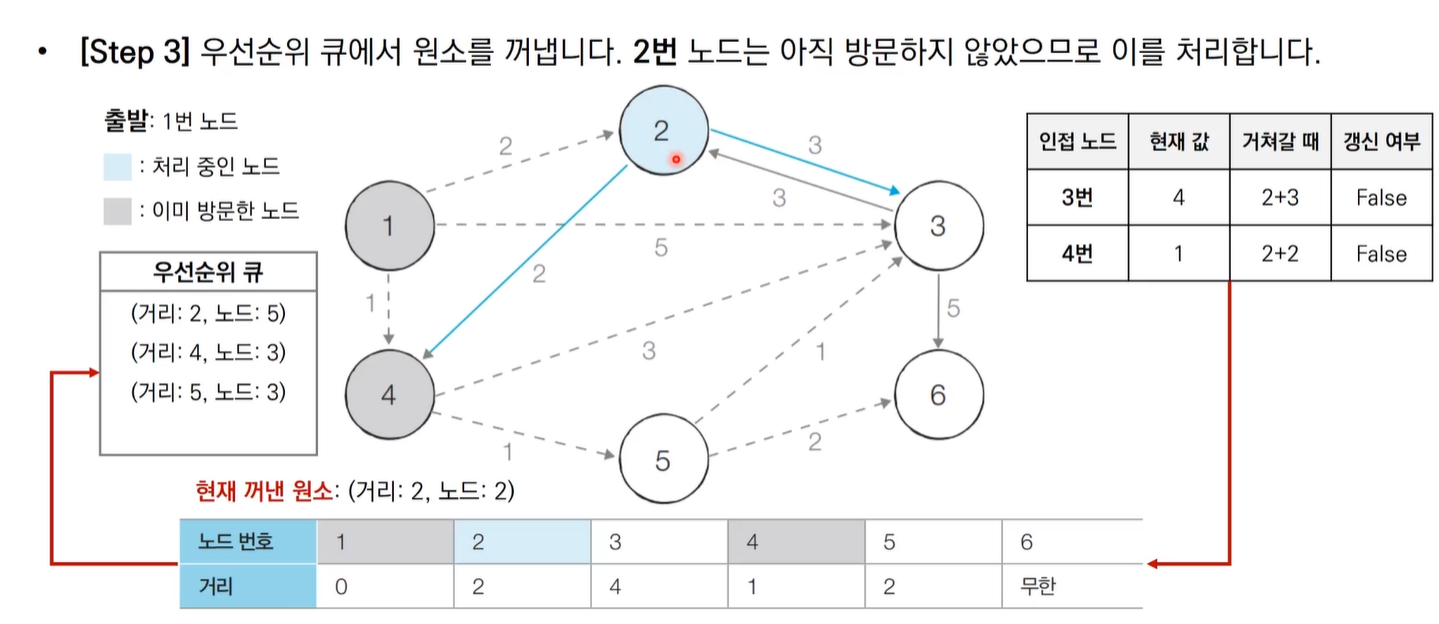 • [Step 3] 우선순위 큐에서 원소를 꺼냅니다. 2번 노드는 아직 방문하지 않았으므로 이를 처리합니다.
출발: 1번 노드
: 처리 중인 노드
: 이미 방문한 노드
우선순위 큐
(거리: 2, 노드: 5)
(거리: 4, 노드: 3)
(거리: 5, 노드: 3)
2
2
3
3
1
5
3
2
1
5
3
1
4
6
1
5
2
인접 노드 현재 값 거쳐갈 때 갱신 여부
3번 4 2+3 False
4번 1 2+2 False
현재 꺼낸 원소: (거리: 2, 노드: 2)
노드 번호 1 2 3 4 5 6
거리 0 2 4 1 2 무한